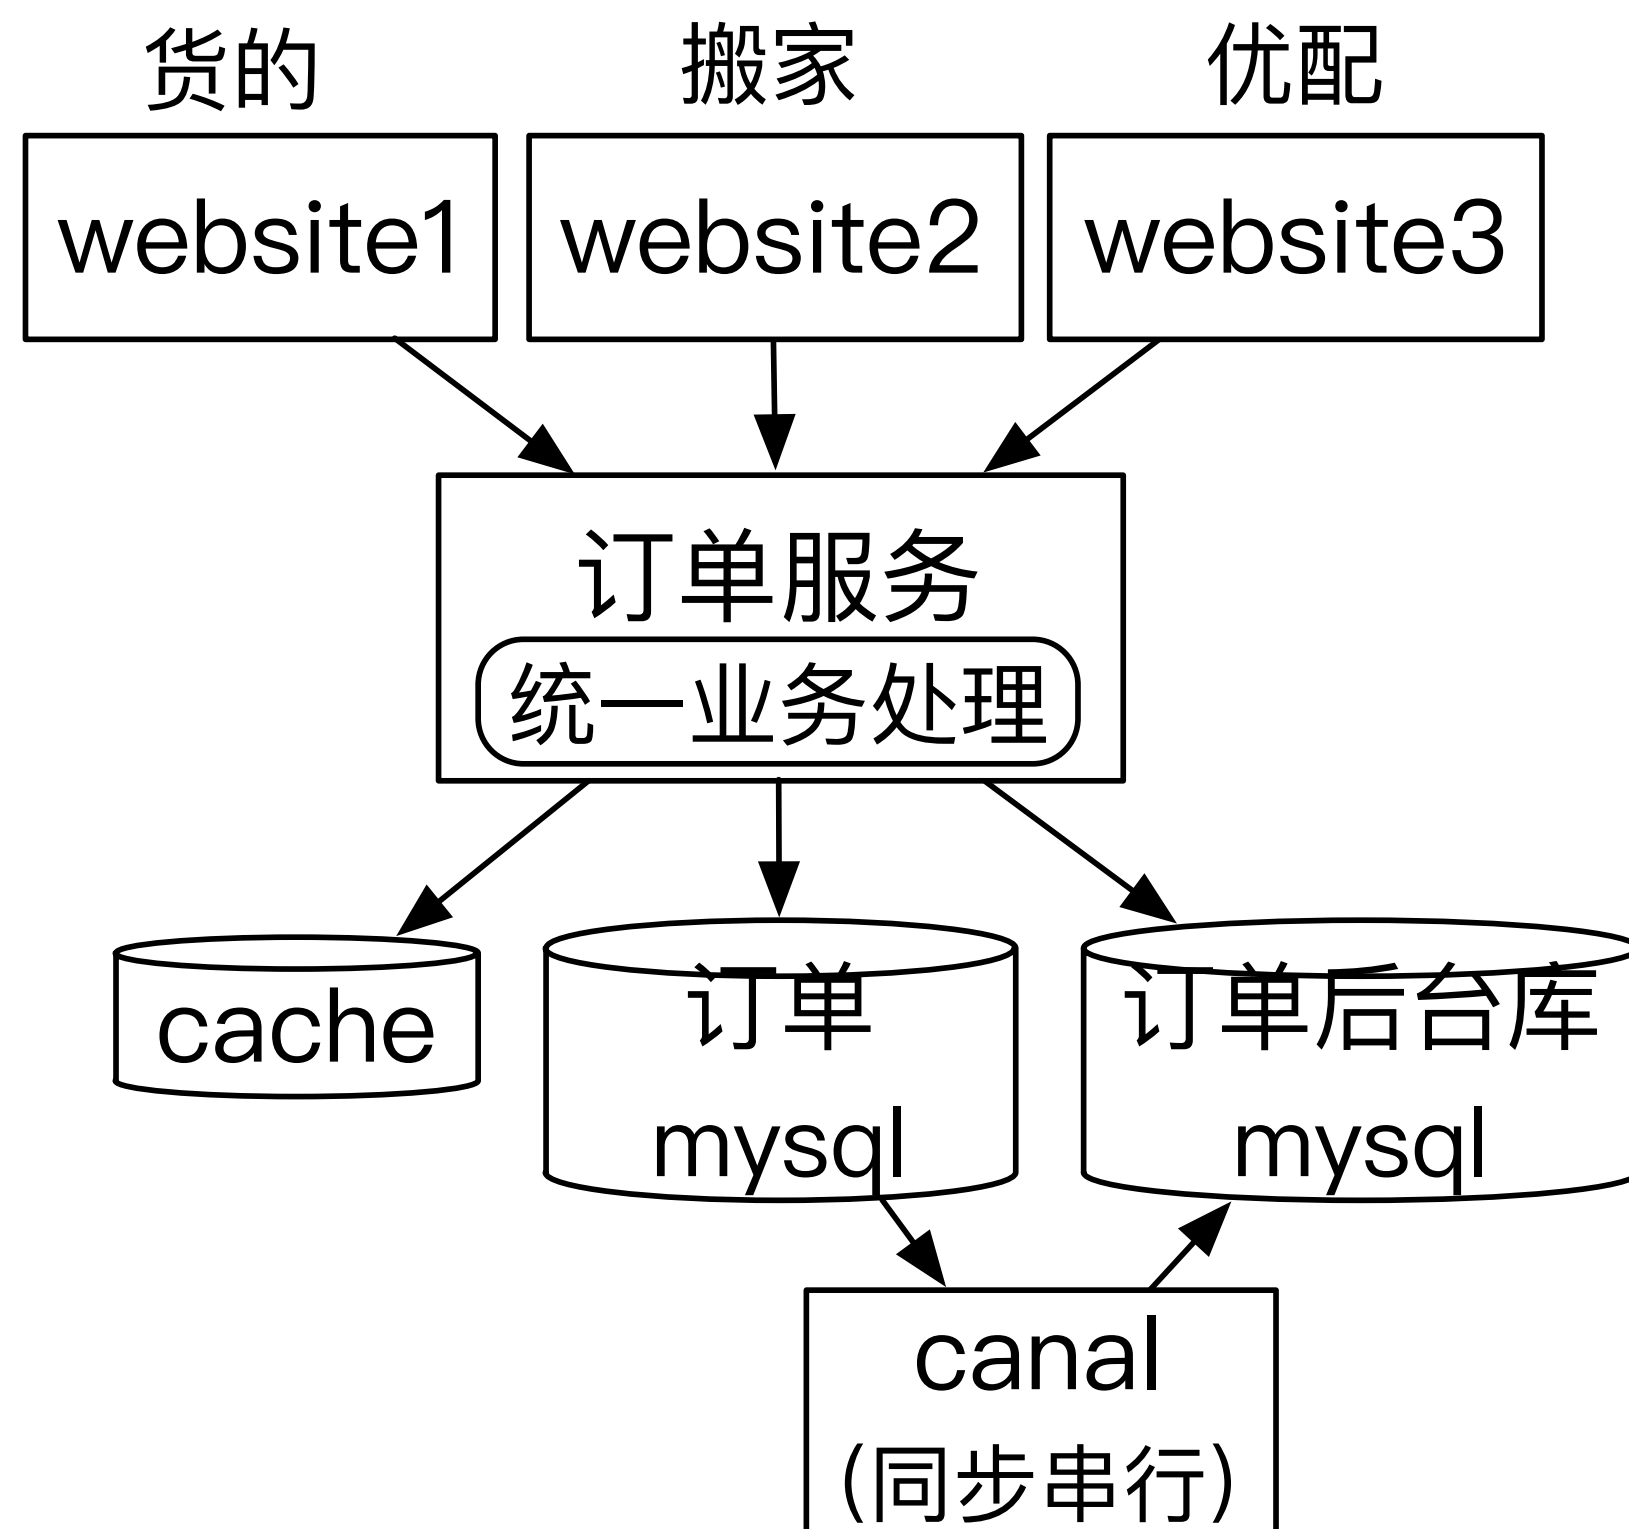 货的
搬家
优配
website1
website2
website3
订单服务
统一业务处理
cache
订单
mysql
订单后台库
mysql
canal
(同步串行)